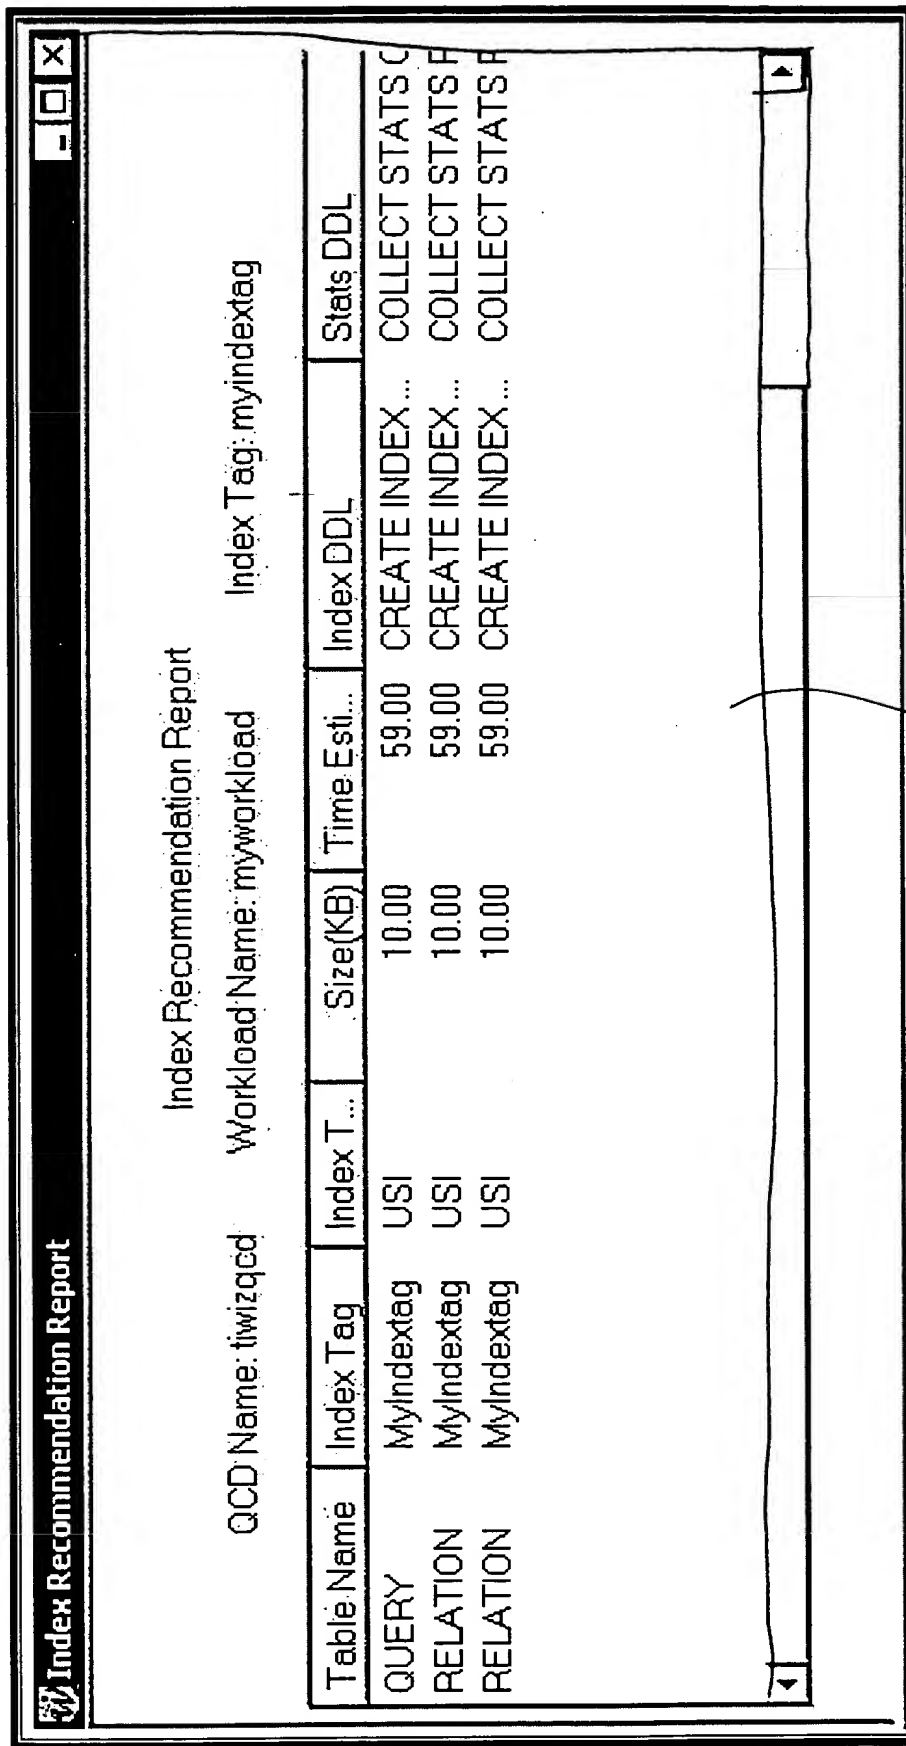 Index Recommendation Report
Index Recommendation Report
QCD Name: tiwizqcd Workload Name: myworkload Index Tag: myindextag
Table Name Index Tag Index T... Size(KB) Time Esti... Index DDL Stats DDL
QUERY MyIndextag USI 10.00 59.00 CREATE INDEX... COLLECT STATS C
RELATION MyIndextag USI 10.00 59.00 CREATE INDEX... COLLECT STATS F
RELATION MyIndextag USI 10.00 59.00 CREATE INDEX... COLLECT STATS F